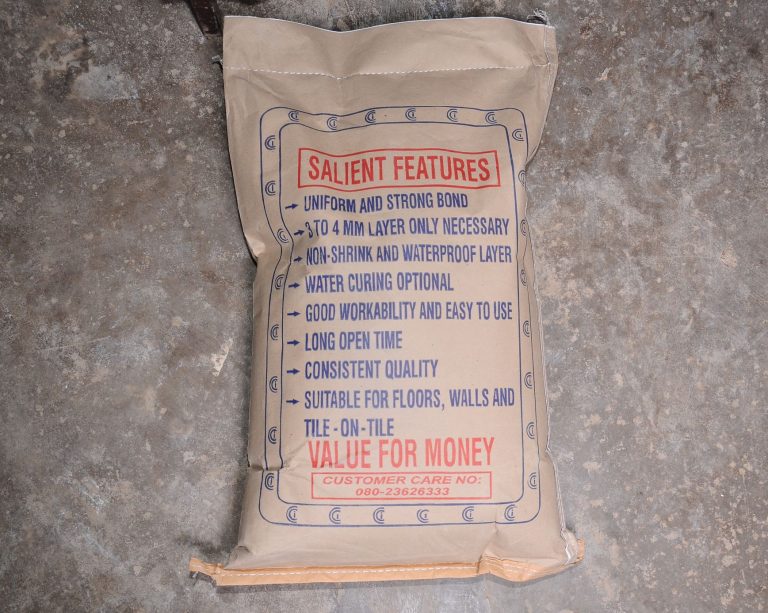 SALIENT FEATURES
→ UNIFORM AND STRONG BOND
→ 3 TO 4 MM LAYER ONLY NECESSARY
→ NON-SHRINK AND WATERPROOF LAYER
→ WATER CURING OPTIONAL
→ GOOD WORKABILITY AND EASY TO USE
→ LONG OPEN TIME
→ CONSISTENT QUALITY
→ SUITABLE FOR FLOORS, WALLS AND
TILE - ON - TILE
VALUE FOR MONEY
CUSTOMER CARE NO:
080-23626333